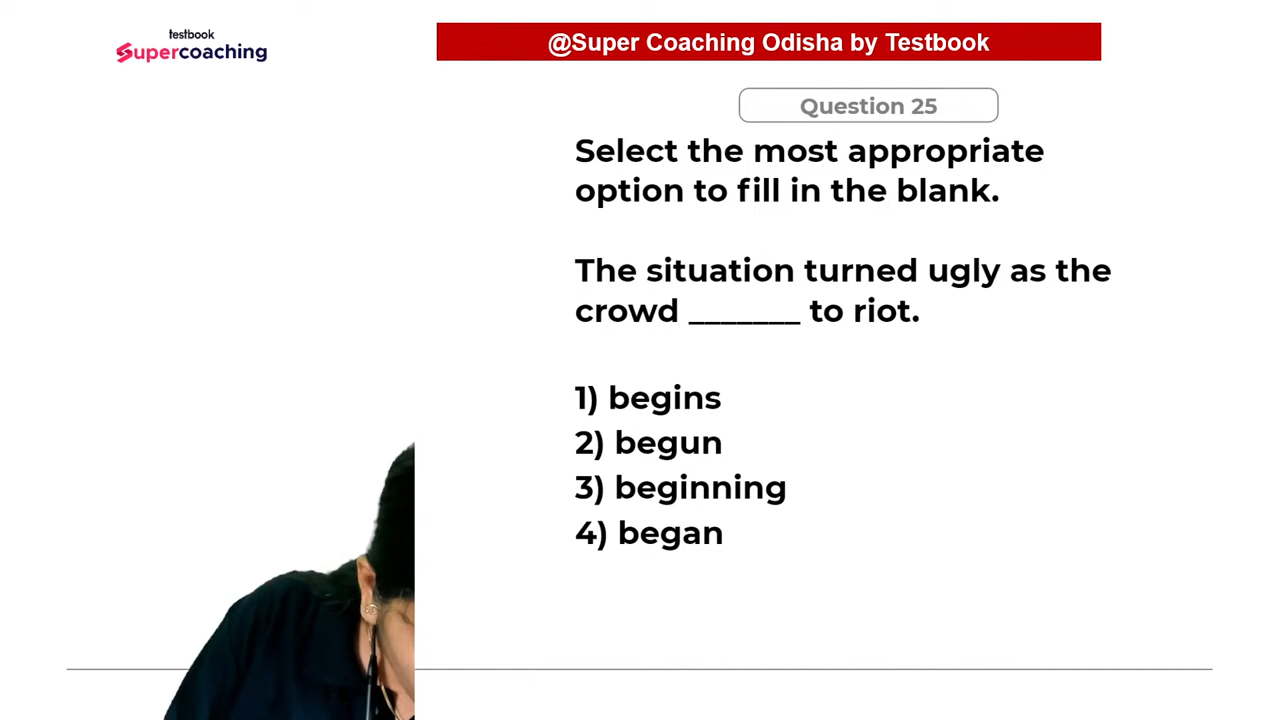 testbook
Supercoaching
@Super Coaching Odisha by Testbook
Question 25
Select the most appropriate
option to fill in the blank.
The situation turned ugly as the
crowd _______ to riot.
1) begins
2) begun
3) beginning
4) began